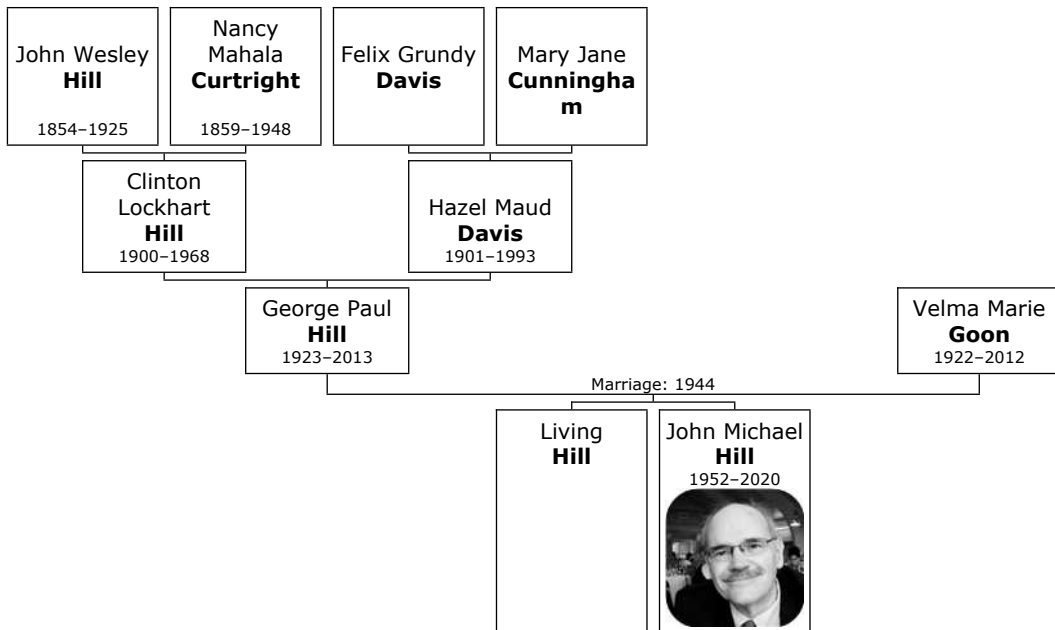 John Wesley
Hill
1854–1925
Nancy
Mahala
Curtright
1859–1948
Felix Grundy
Davis
Mary Jane
Cunningha
m
Clinton
Lockhart
Hill
1900–1968
Hazel Maud
Davis
1901–1993
George Paul
Hill
1923–2013
Velma Marie
Goon
1922–2012
Marriage: 1944
Living
Hill
John Michael
Hill
1952–2020